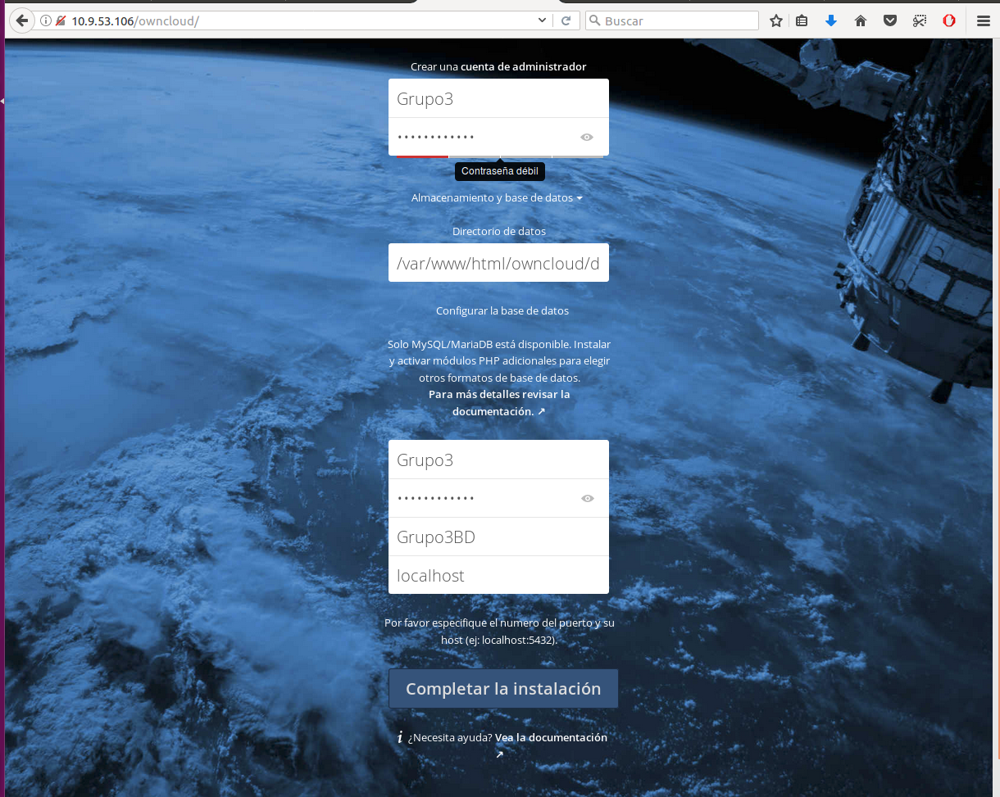 10.9.53.106/owncloud/
Buscar
Crear una cuenta de administrador
Grupo3
••••••••••••
Contraseña débil
Almacenamiento y base de datos
Directorio de datos
/var/www/html/owncloud/d
Configurar la base de datos
Solo MySQL/MariaDB está disponible. Instalar
y activar módulos PHP adicionales para elegir
otros formatos de base de datos.
Para más detalles revisar la
documentación. ↗
Grupo3
••••••••••••
Grupo3BD
localhost
Por favor especifique el numero del puerto y su
host (ej: localhost:5432).
Completar la instalación
i ¿Necesita ayuda? Vea la documentación
↗